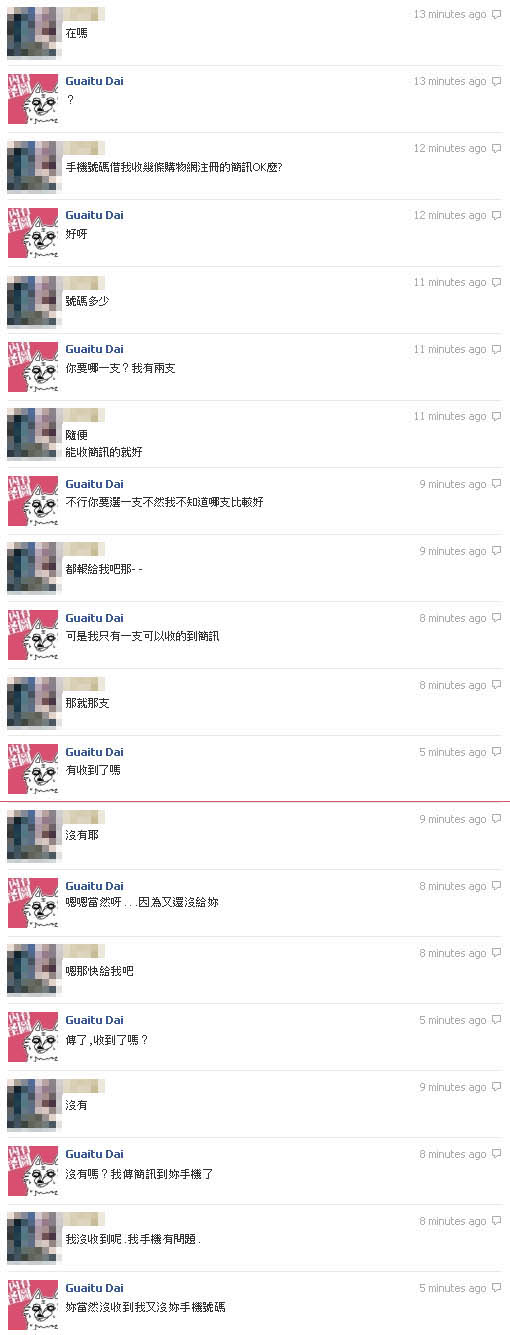 13 minutes ago
在嗎
Guaitu Dai
13 minutes ago
？
12 minutes ago
手機號碼借我收幾條購物網注冊的簡訊OK麼?
Guaitu Dai
12 minutes ago
好呀
11 minutes ago
號碼多少
Guaitu Dai
11 minutes ago
你要哪一支？我有兩支
11 minutes ago
隨便
能收簡訊的就好
Guaitu Dai
9 minutes ago
不行你要選一支不然我不知道哪支比較好
9 minutes ago
都報給我吧那- -
Guaitu Dai
8 minutes ago
可是我只有一支可以收的到簡訊
8 minutes ago
那就那支
Guaitu Dai
5 minutes ago
有收到了嗎
9 minutes ago
沒有耶
Guaitu Dai
8 minutes ago
嗯嗯當然呀...因為又還沒給妳
8 minutes ago
嗯那快給我吧
Guaitu Dai
5 minutes ago
傳了,收到了嗎？
9 minutes ago
沒有
Guaitu Dai
8 minutes ago
沒有嗎？我傳簡訊到妳手機了
8 minutes ago
我沒收到呢.我手機有問題.
Guaitu Dai
5 minutes ago
妳當然沒收到我又沒妳手機號碼